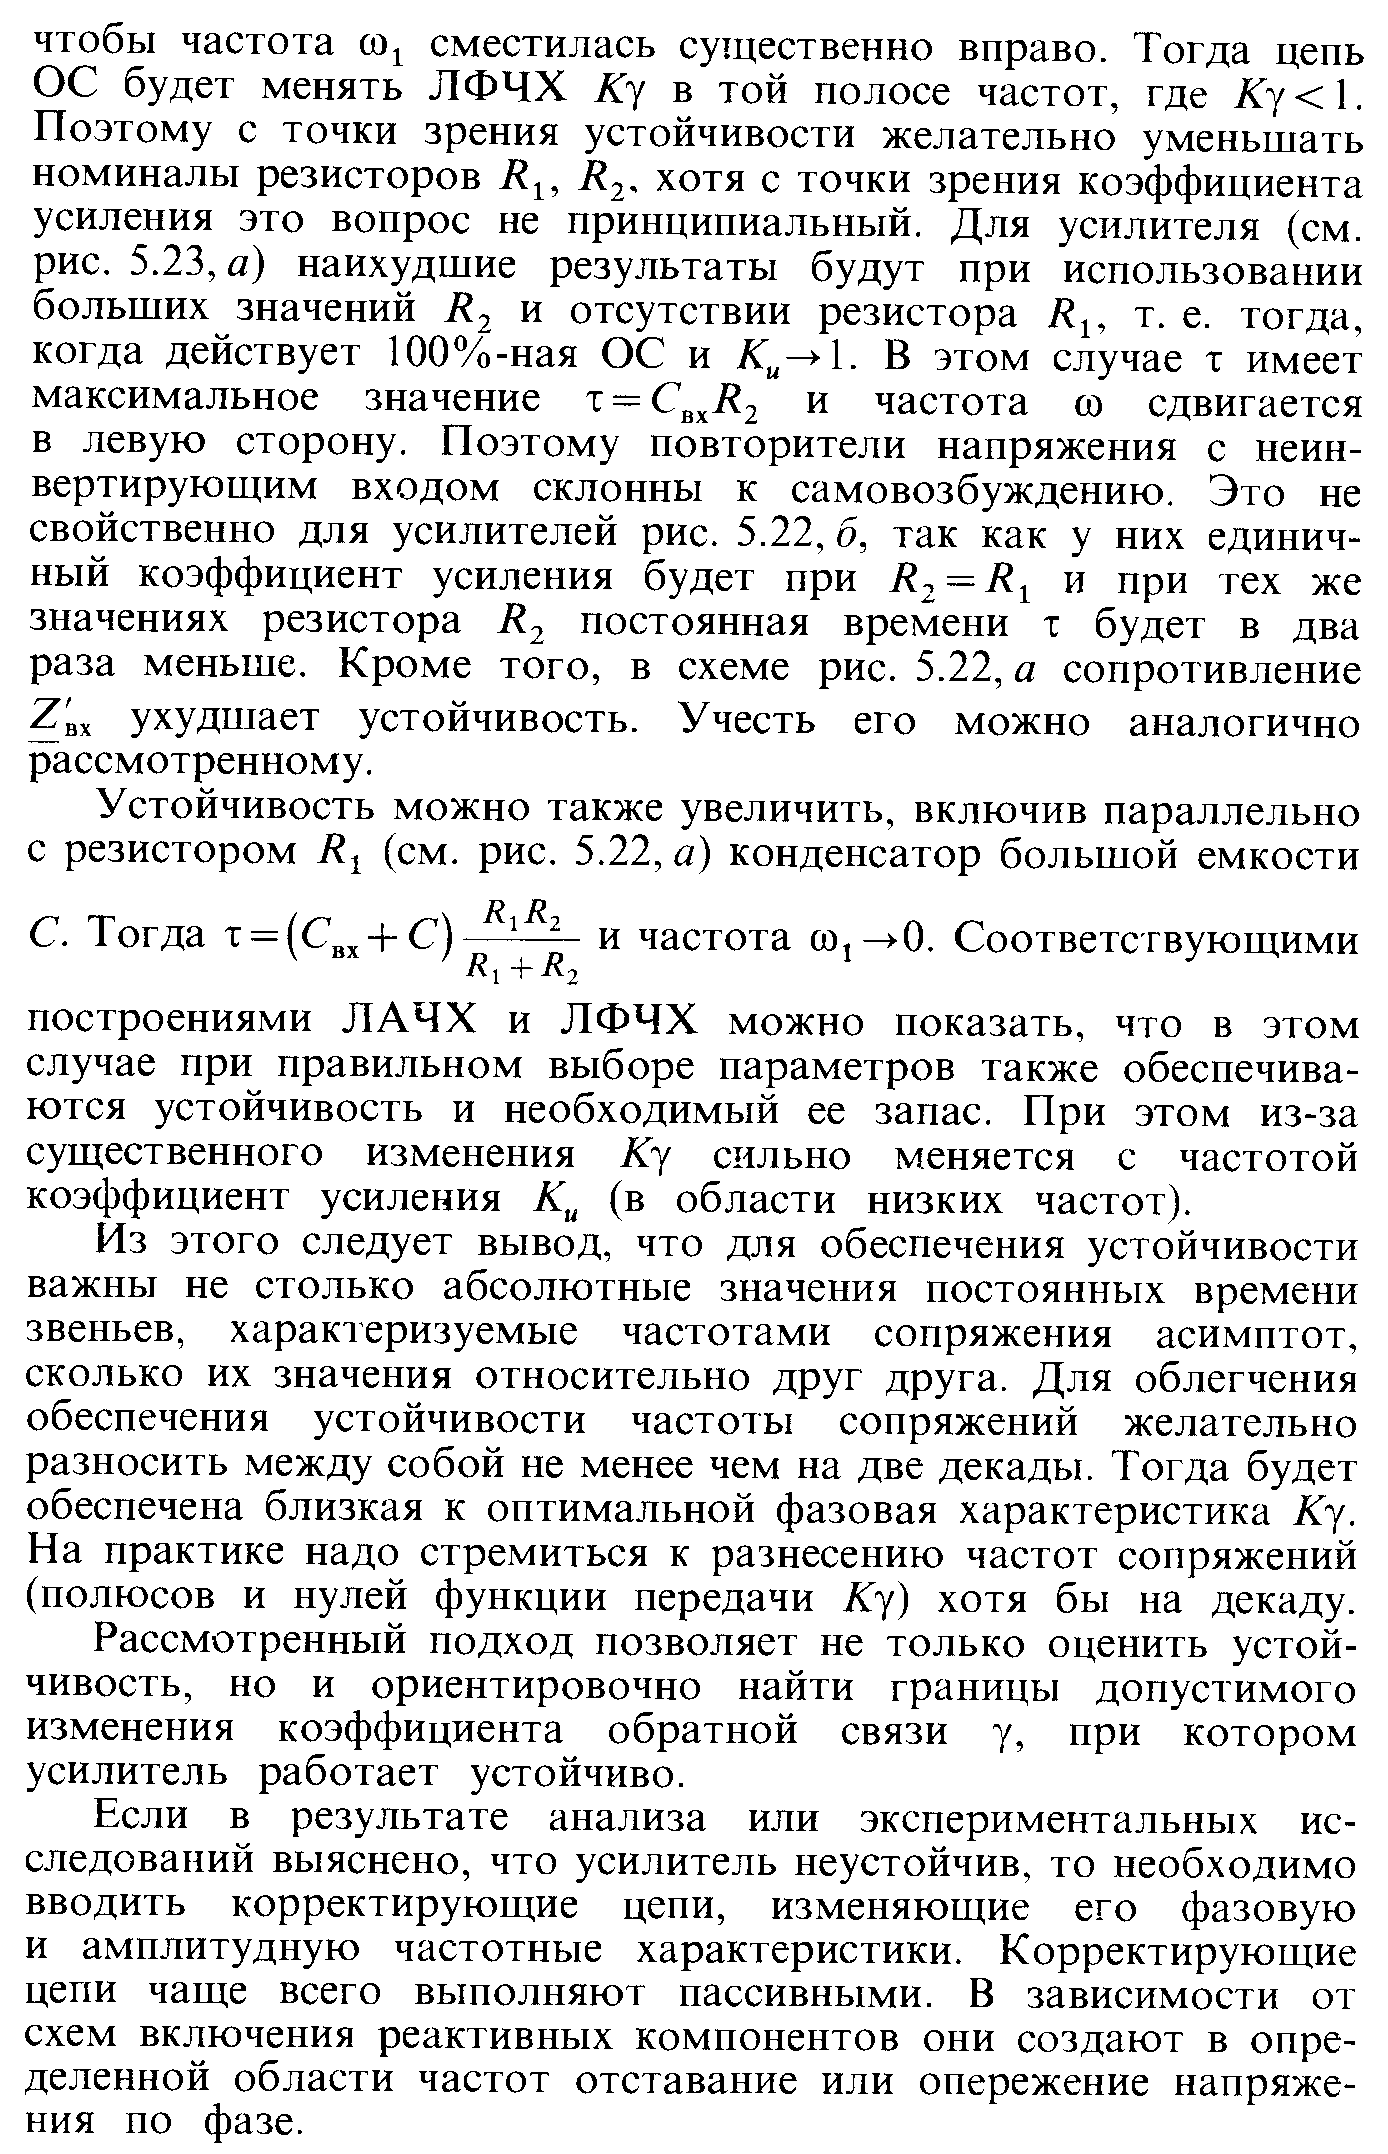 чтобы частота ω₁ сместилась существенно вправо. Тогда цепь
ОС будет менять ЛФЧХ Kγ в той полосе частот, где Kγ<1.
Поэтому с точки зрения устойчивости желательно уменьшать
номиналы резисторов R₁, R₂, хотя с точки зрения коэффициента
усиления это вопрос не принципиальный. Для усилителя (см.
рис. 5.23, а) наихудшие результаты будут при использовании
больших значений R₂ и отсутствии резистора R₁, т. е. тогда,
когда действует 100%-ная ОС и Kᵤ→1. В этом случае τ имеет
максимальное значение τ=CвхR₂ и частота ω сдвигается
в левую сторону. Поэтому повторители напряжения с неин-
вертирующим входом склонны к самовозбуждению. Это не
свойственно для усилителей рис. 5.22, б, так как у них единич-
ный коэффициент усиления будет при R₂=R₁ и при тех же
значениях резистора R₂ постоянная времени τ будет в два
раза меньше. Кроме того, в схеме рис. 5.22, а сопротивление
Z′вх ухудшает устойчивость. Учесть его можно аналогично
рассмотренному.
Устойчивость можно также увеличить, включив параллельно
с резистором R₁ (см. рис. 5.22, а) конденсатор большой емкости
C. Тогда τ=(Cвх+C) R₁R₂/(R₁+R₂) и частота ω₁→0. Соответствующими
построениями ЛАЧХ и ЛФЧХ можно показать, что в этом
случае при правильном выборе параметров также обеспечива-
ются устойчивость и необходимый ее запас. При этом из-за
существенного изменения Kγ сильно меняется с частотой
коэффициент усиления Kᵤ (в области низких частот).
Из этого следует вывод, что для обеспечения устойчивости
важны не столько абсолютные значения постоянных времени
звеньев, характеризуемые частотами сопряжения асимптот,
сколько их значения относительно друг друга. Для облегчения
обеспечения устойчивости частоты сопряжений желательно
разносить между собой не менее чем на две декады. Тогда будет
обеспечена близкая к оптимальной фазовая характеристика Kγ.
На практике надо стремиться к разнесению частот сопряжений
(полюсов и нулей функции передачи Kγ) хотя бы на декаду.
Рассмотренный подход позволяет не только оценить устой-
чивость, но и ориентировочно найти границы допустимого
изменения коэффициента обратной связи γ, при котором
усилитель работает устойчиво.
Если в результате анализа или экспериментальных ис-
следований выяснено, что усилитель неустойчив, то необходимо
вводить корректирующие цепи, изменяющие его фазовую
и амплитудную частотные характеристики. Корректирующие
цепи чаще всего выполняют пассивными. В зависимости от
схем включения реактивных компонентов они создают в опре-
деленной области частот отставание или опережение напряже-
ния по фазе.